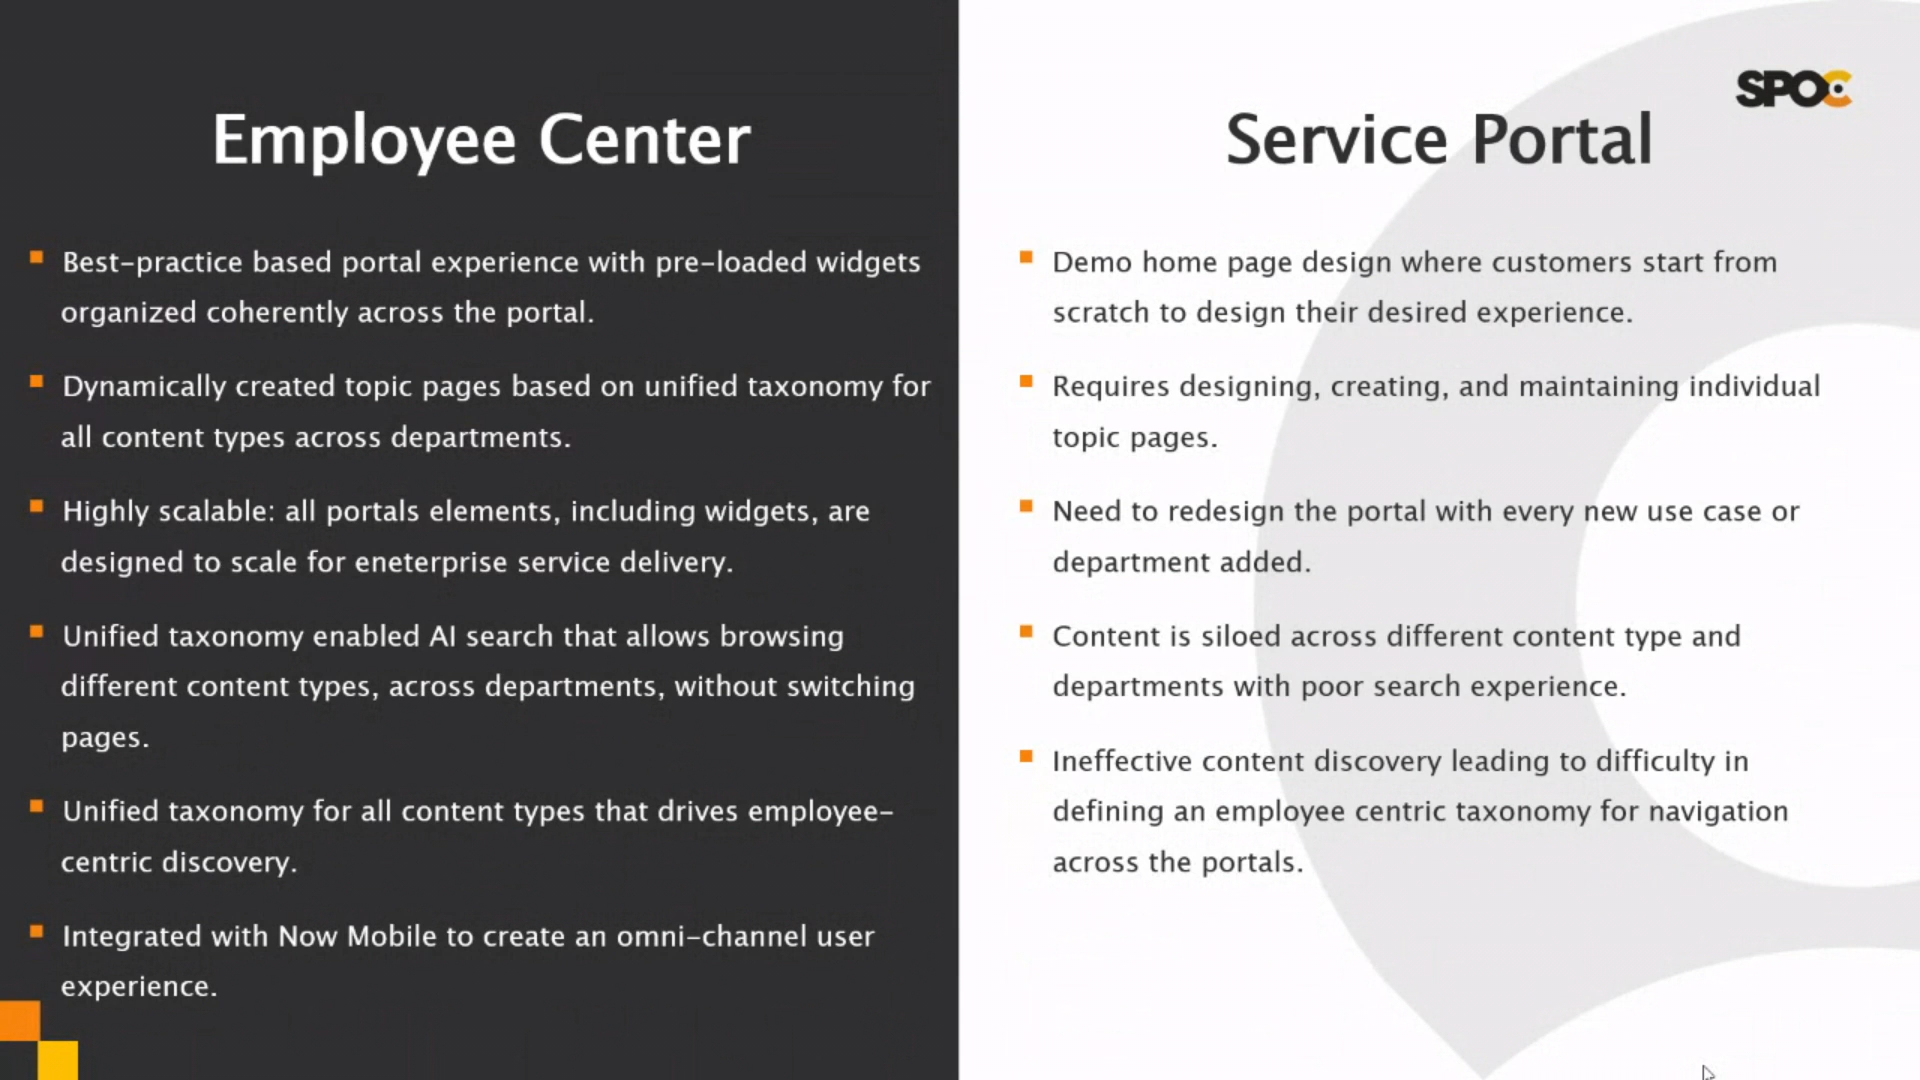 Employee Center
Best-practice based portal experience with pre-loaded widgets
organized coherently across the portal.
Dynamically created topic pages based on unified taxonomy for
all content types across departments.
Highly scalable: all portals elements, including widgets, are
designed to scale for eneterprise service delivery.
Unified taxonomy enabled AI search that allows browsing
different content types, across departments, without switching
pages.
Unified taxonomy for all content types that drives employee-
centric discovery.
Integrated with Now Mobile to create an omni-channel user
experience.
SPOC
Service Portal
Demo home page design where customers start from
scratch to design their desired experience.
Requires designing, creating, and maintaining individual
topic pages.
Need to redesign the portal with every new use case or
department added.
Content is siloed across different content type and
departments with poor search experience.
Ineffective content discovery leading to difficulty in
defining an employee centric taxonomy for navigation
across the portals.